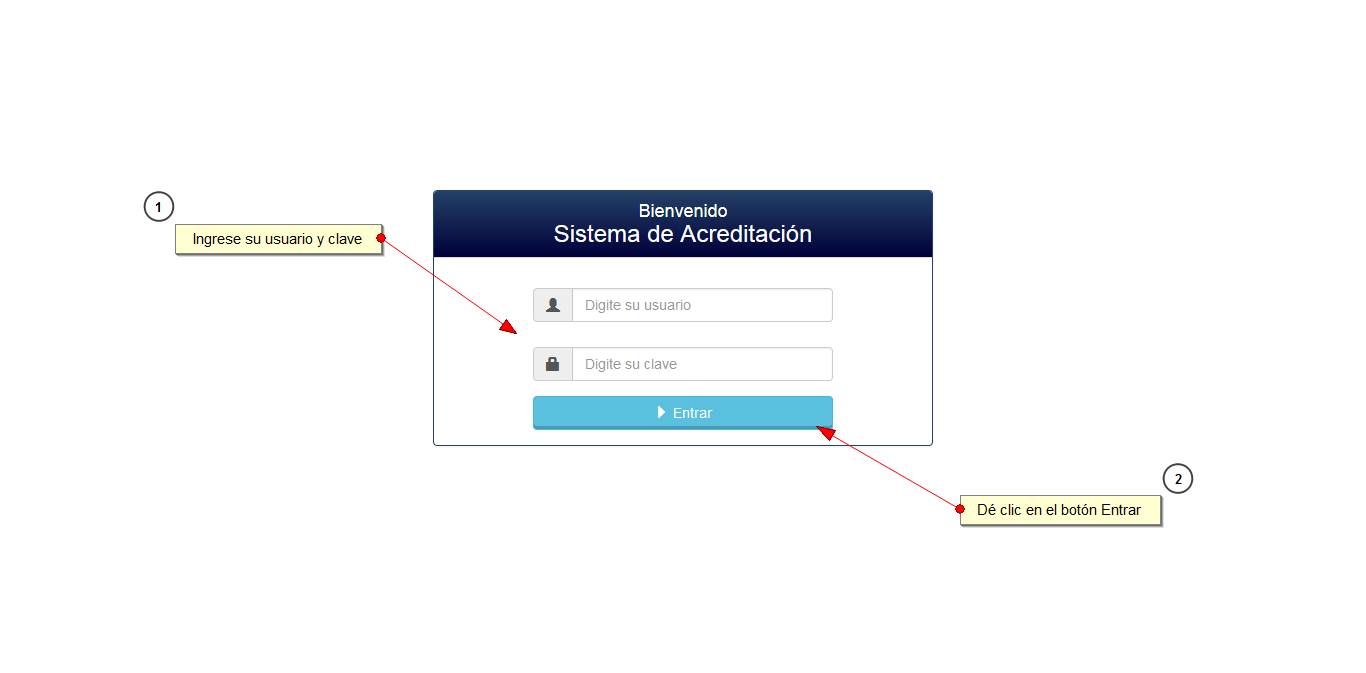 1
Ingrese su usuario y clave
Bienvenido
Sistema de Acreditación
Digite su usuario
Digite su clave
Entrar
2
Dé clic en el botón Entrar